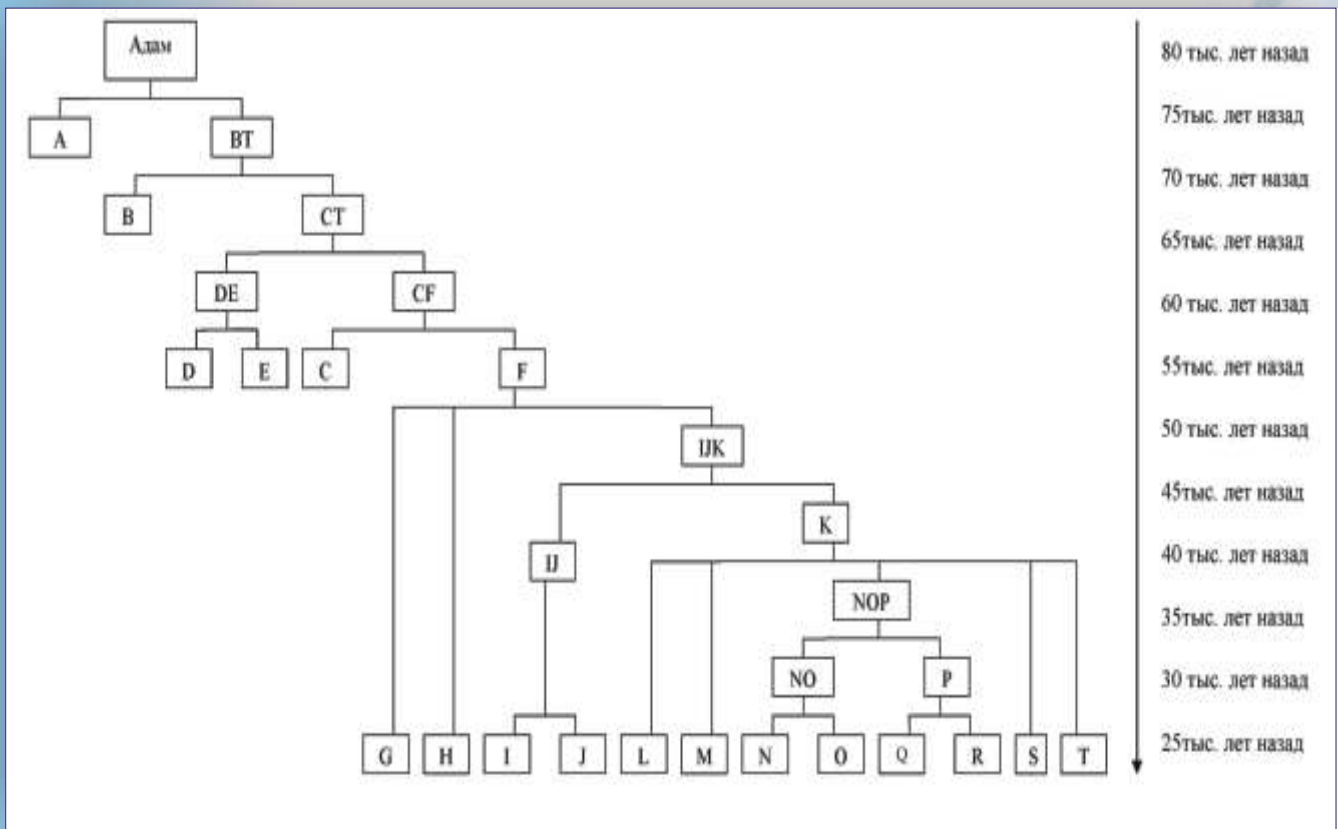 Адам
80 тыс. лет назад
A
BT
75тыс. лет назад
B
CT
70 тыс. лет назад
65тыс. лет назад
DE
CF
60 тыс. лет назад
D
E
C
F
55тыс. лет назад
IJK
50 тыс. лет назад
45тыс. лет назад
K
IJ
40 тыс. лет назад
NOP
35тыс. лет назад
NO
P
30 тыс. лет назад
G
H
I
J
L
M
N
O
Q
R
S
T
25тыс. лет назад